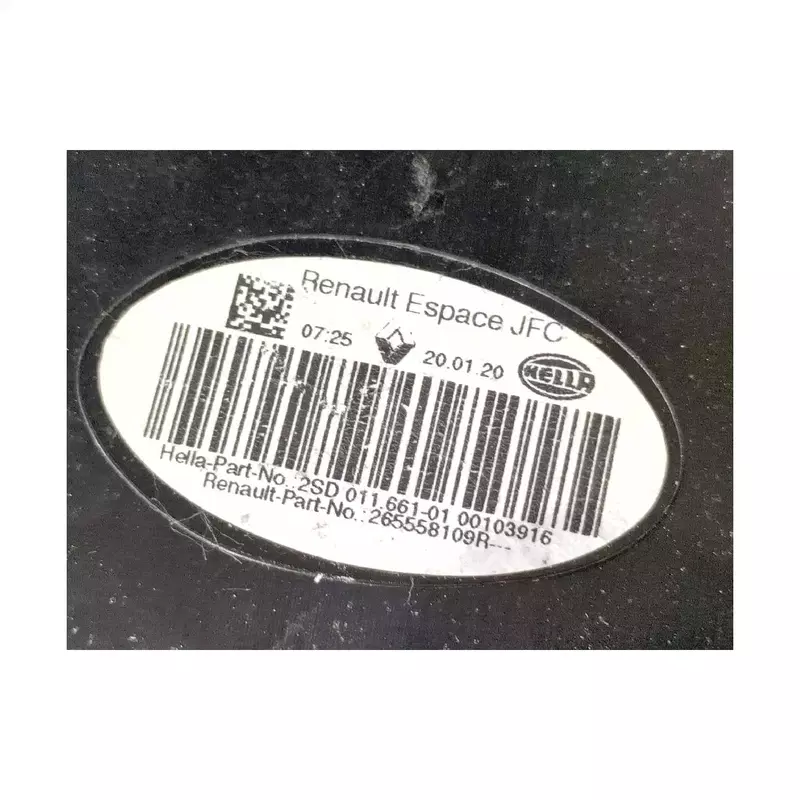 Renault Espace JFC
07:25 20.01.20 HELLA
Hella-Part-No.:2SD 011 661-01 00103916
Renault-Part-No.:265558109R---